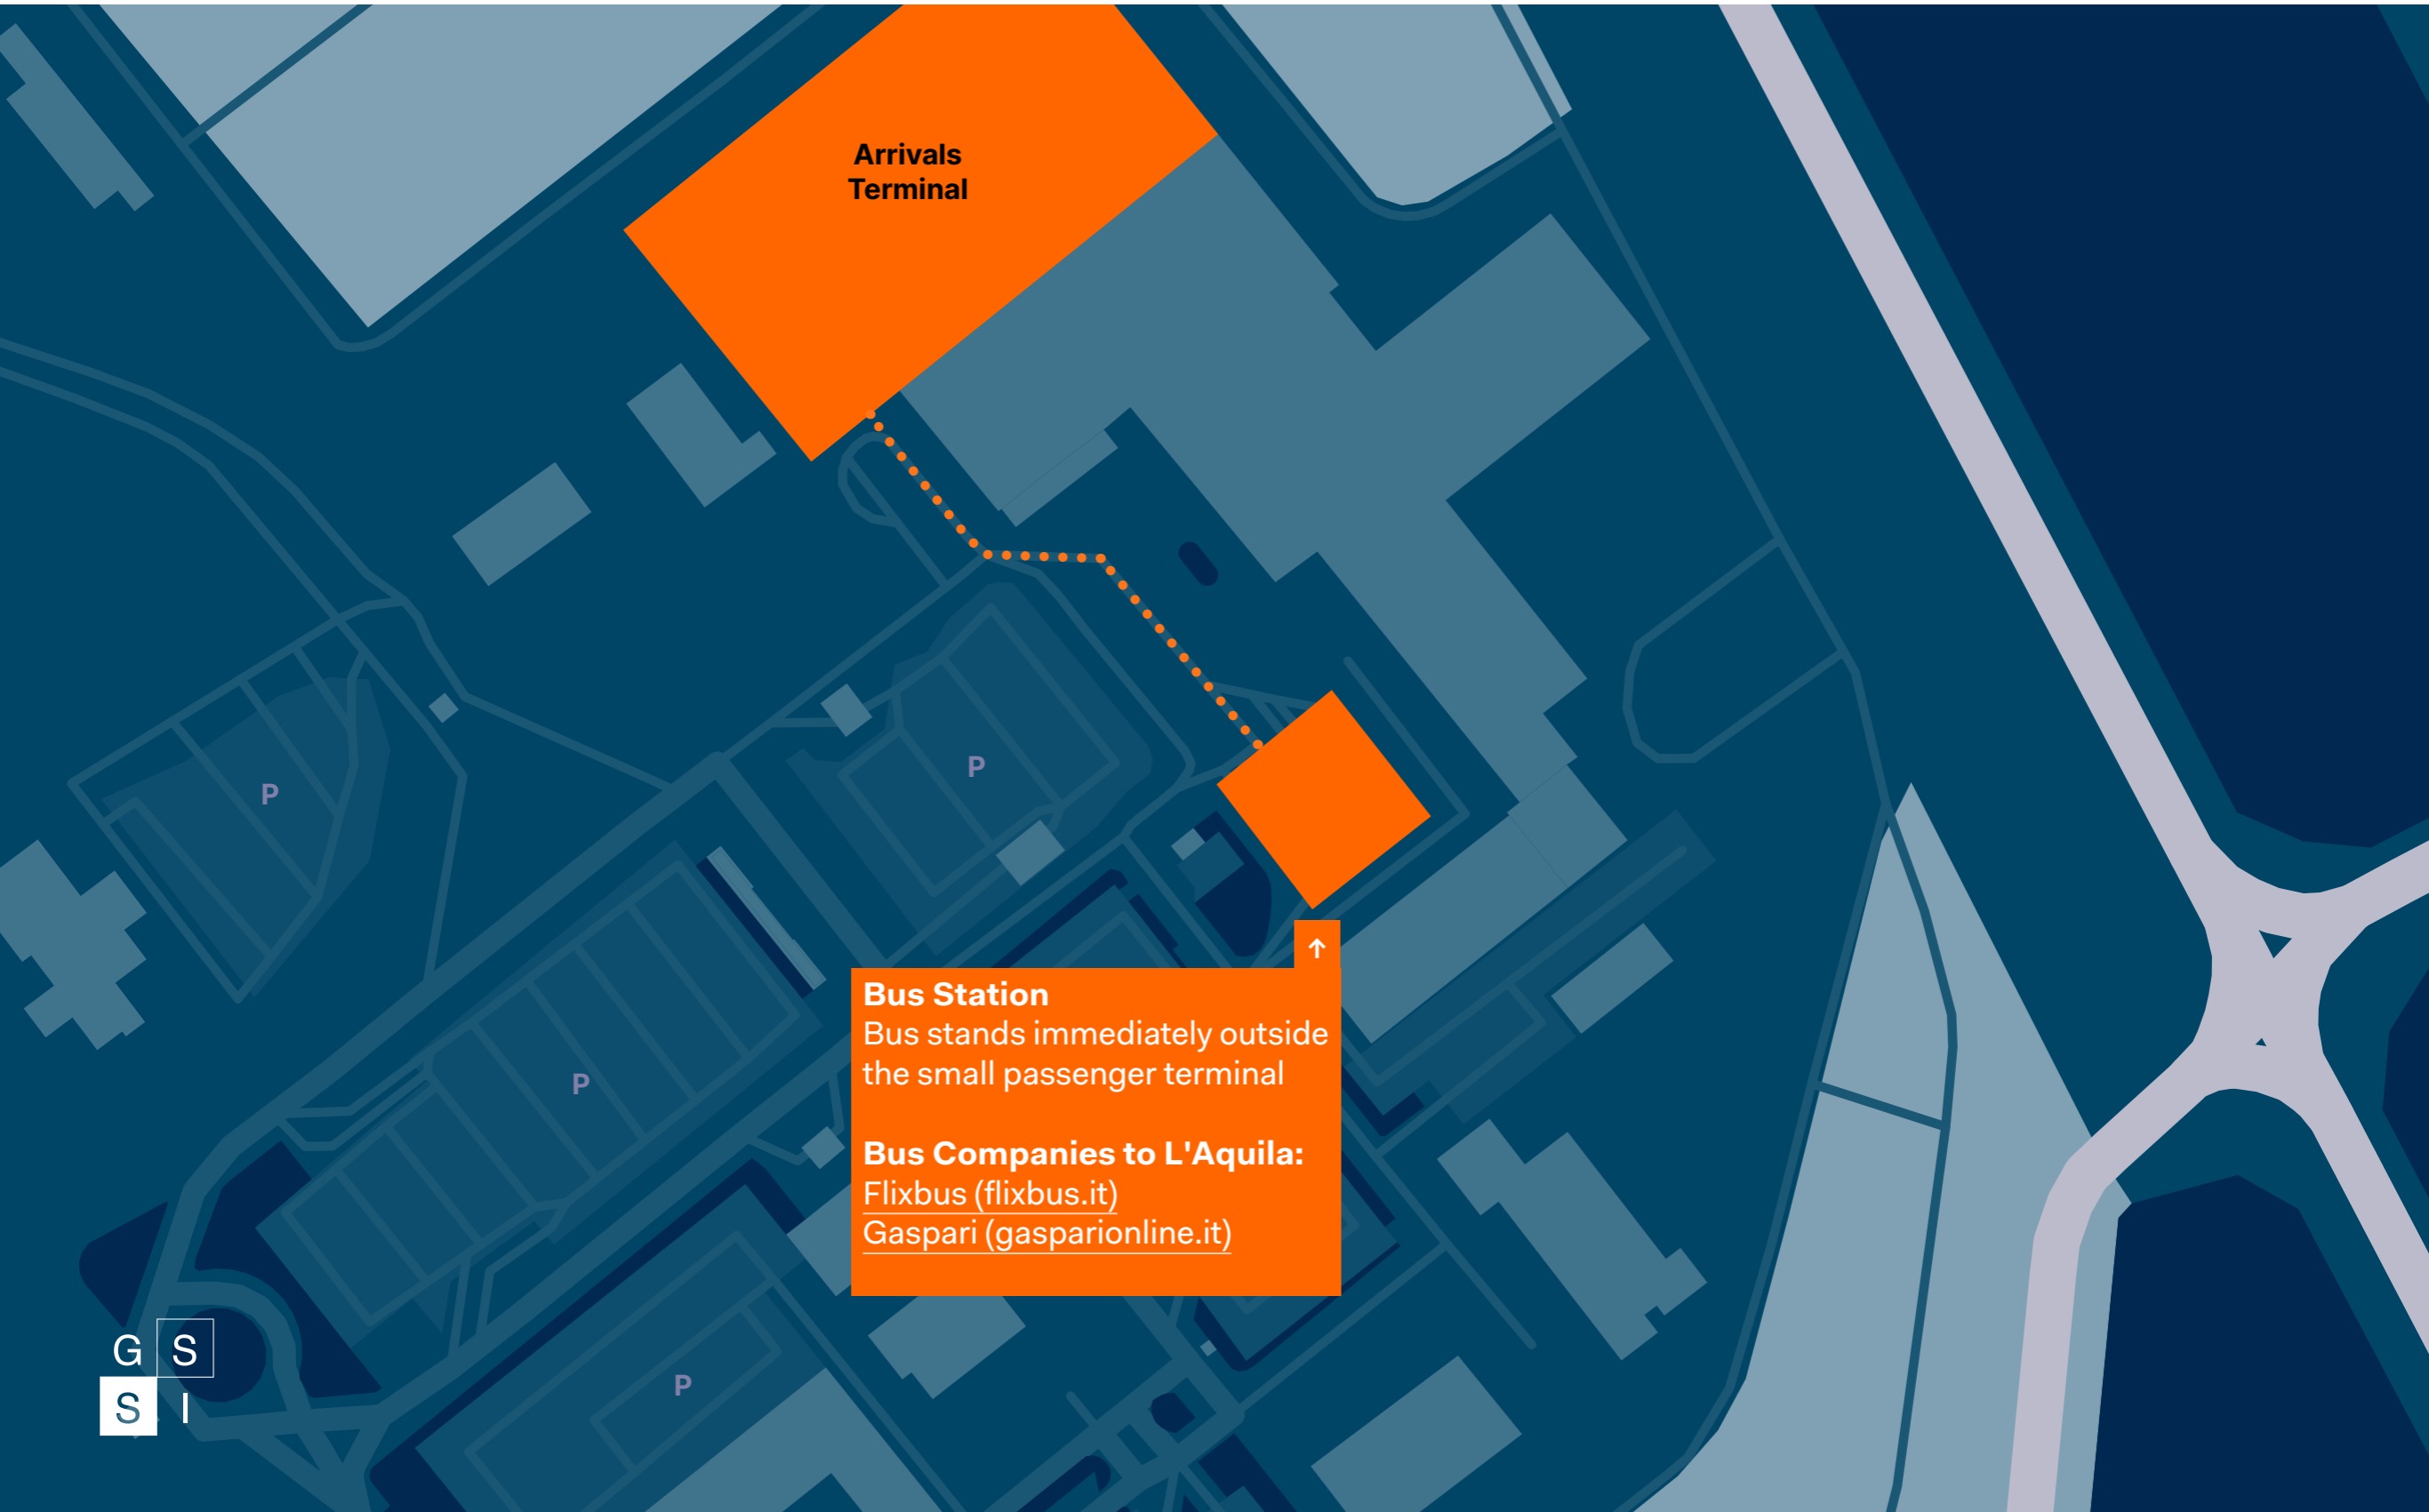 Arrivals
Terminal
P
P
↑
Bus Station
Bus stands immediately outside
the small passenger terminal
P
Bus Companies to L'Aquila:
Flixbus (flixbus.it)
Gaspari (gasparionline.it)
G S
S I
P